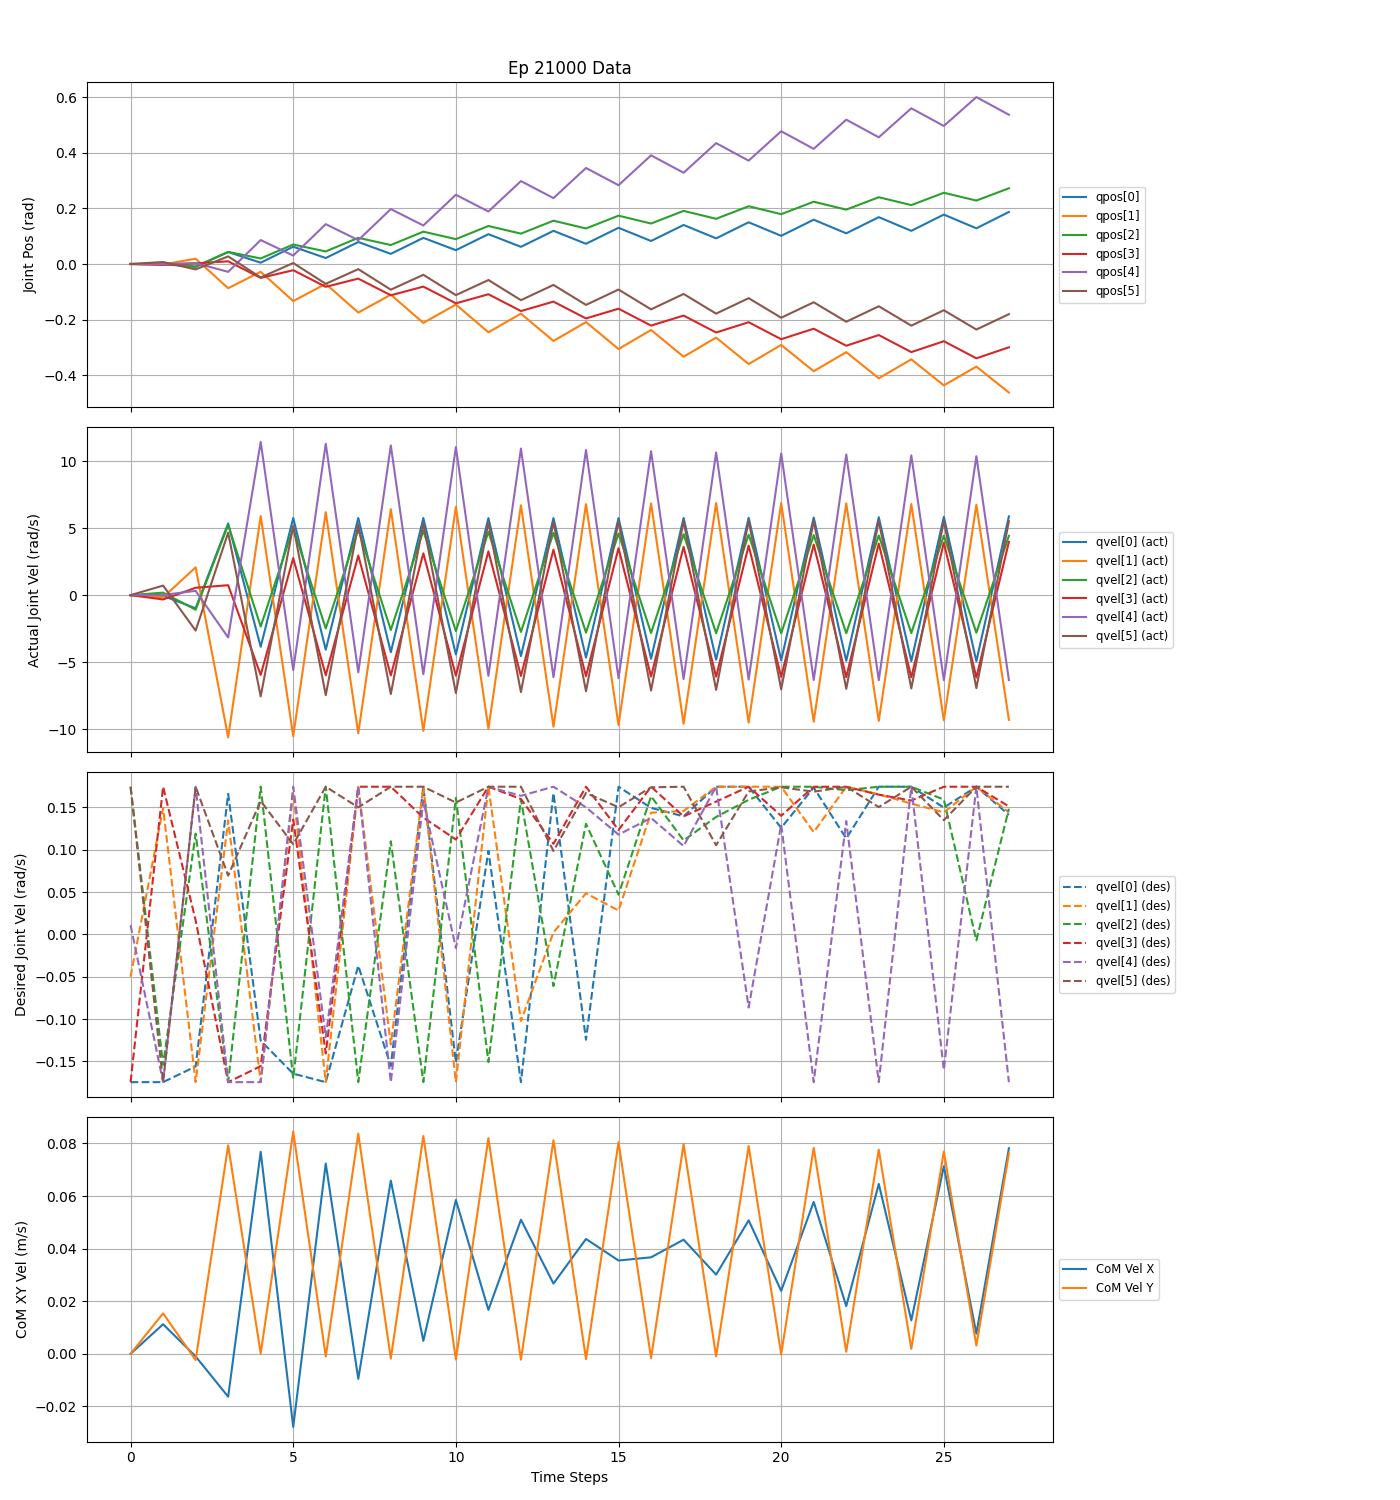 Ep 21000 Data
Joint Pos (rad)
0.6
0.4
0.2
0.0
−0.2
−0.4
qpos[0]
qpos[1]
qpos[2]
qpos[3]
qpos[4]
qpos[5]
Actual Joint Vel (rad/s)
10
5
0
−5
−10
qvel[0] (act)
qvel[1] (act)
qvel[2] (act)
qvel[3] (act)
qvel[4] (act)
qvel[5] (act)
Desired Joint Vel (rad/s)
0.15
0.10
0.05
0.00
−0.05
−0.10
−0.15
qvel[0] (des)
qvel[1] (des)
qvel[2] (des)
qvel[3] (des)
qvel[4] (des)
qvel[5] (des)
CoM XY Vel (m/s)
0.08
0.06
0.04
0.02
0.00
−0.02
CoM Vel X
CoM Vel Y
0 5 10 15 20 25
Time Steps